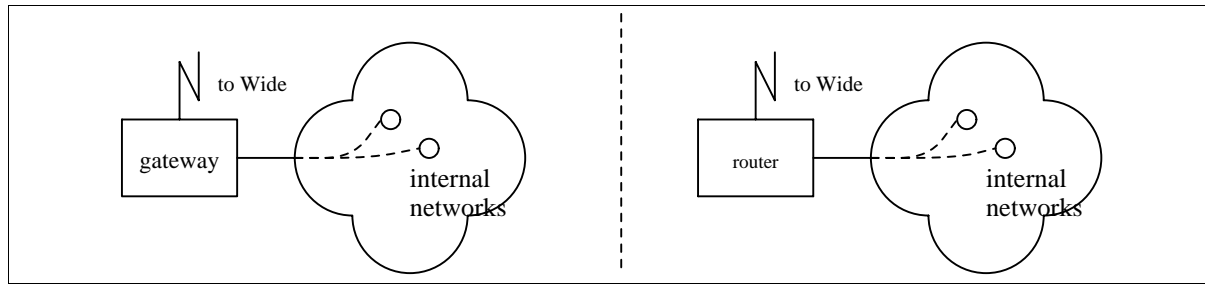 to Wide
gateway
internal
networks
to Wide
router
internal
networks